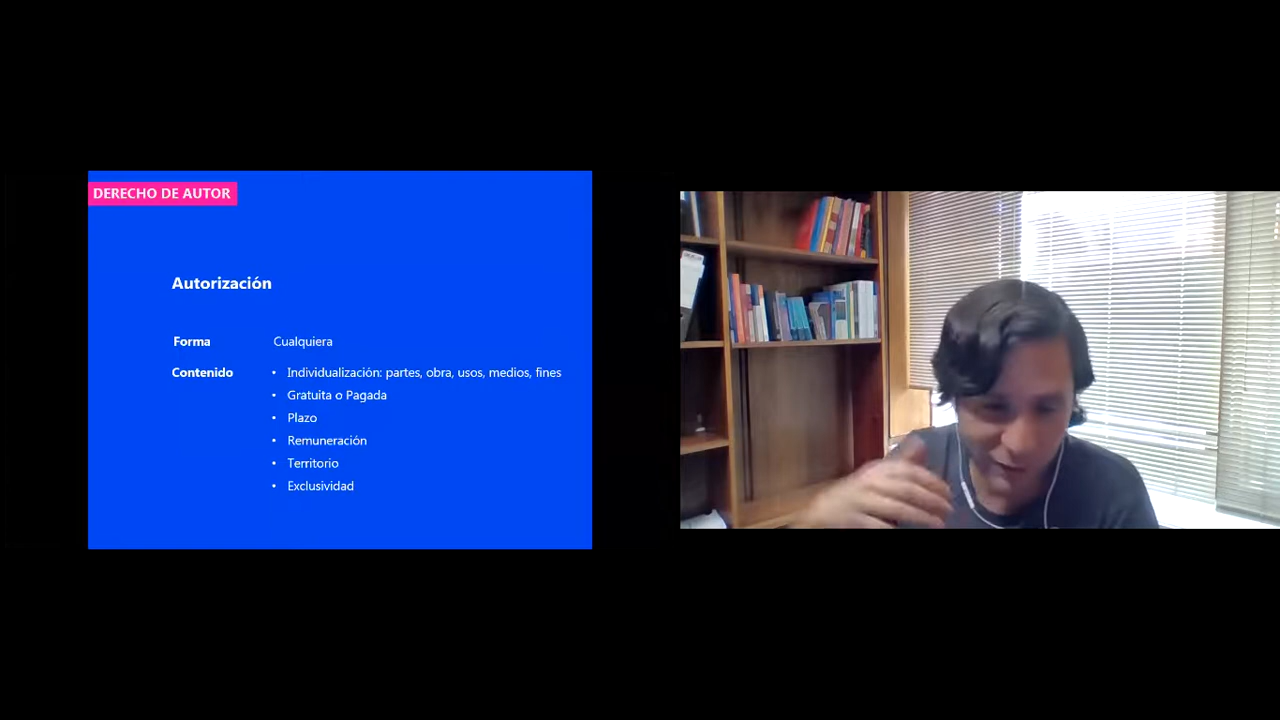 DERECHO DE AUTOR
Autorización
Forma Cualquiera
Contenido • Individualización: partes, obra, usos, medios, fines
• Gratuita o Pagada
• Plazo
• Remuneración
• Territorio
• Exclusividad